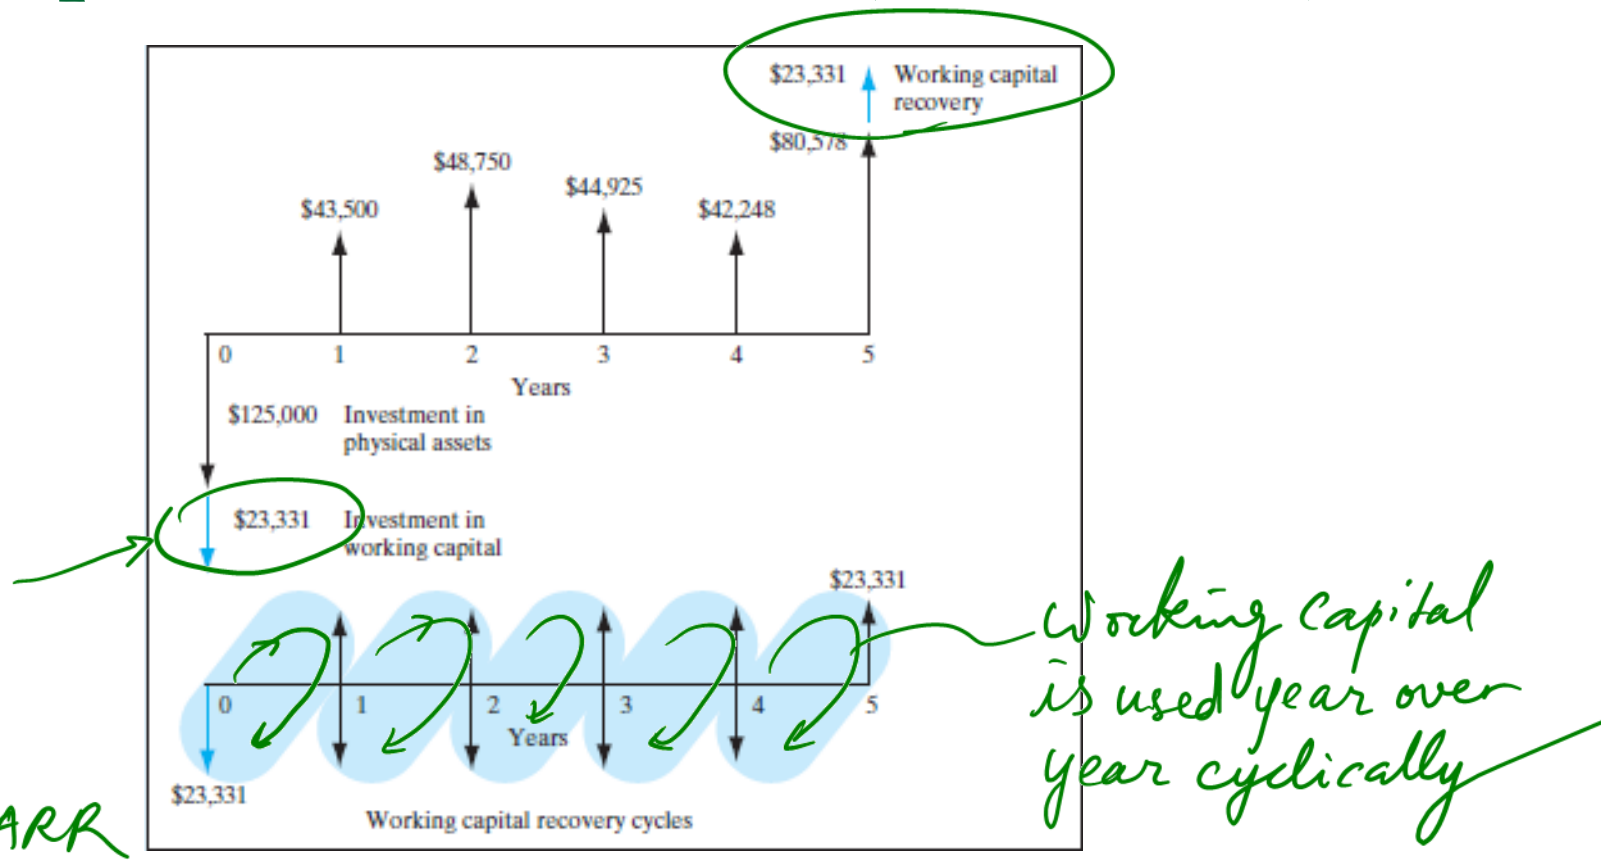 $23,331 Working capital
recovery
$80,578
$48,750
$44,925
$43,500
$42,248
0 1 2 3 4 5
Years
$125,000 Investment in
physical assets
$23,331 Investment in
working capital
$23,331
Working capital
is used year over
year cyclically
0 1 2 3 4 5
Years
$23,331
Working capital recovery cycles
ARR